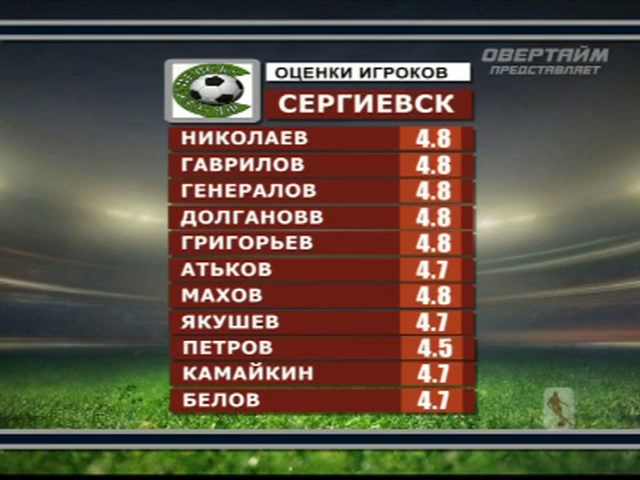 ОВЕРТАЙМ
ПРЕДСТАВЛЯЕТ
ОЦЕНКИ ИГРОКОВ
СЕРГИЕВСК
НИКОЛАЕВ 4.8
ГАВРИЛОВ 4.8
ГЕНЕРАЛОВ 4.8
ДОЛГАНОВВ 4.8
ГРИГОРЬЕВ 4.8
АТЬКОВ 4.7
МАХОВ 4.8
ЯКУШЕВ 4.7
ПЕТРОВ 4.5
КАМАЙКИН 4.7
БЕЛОВ 4.7